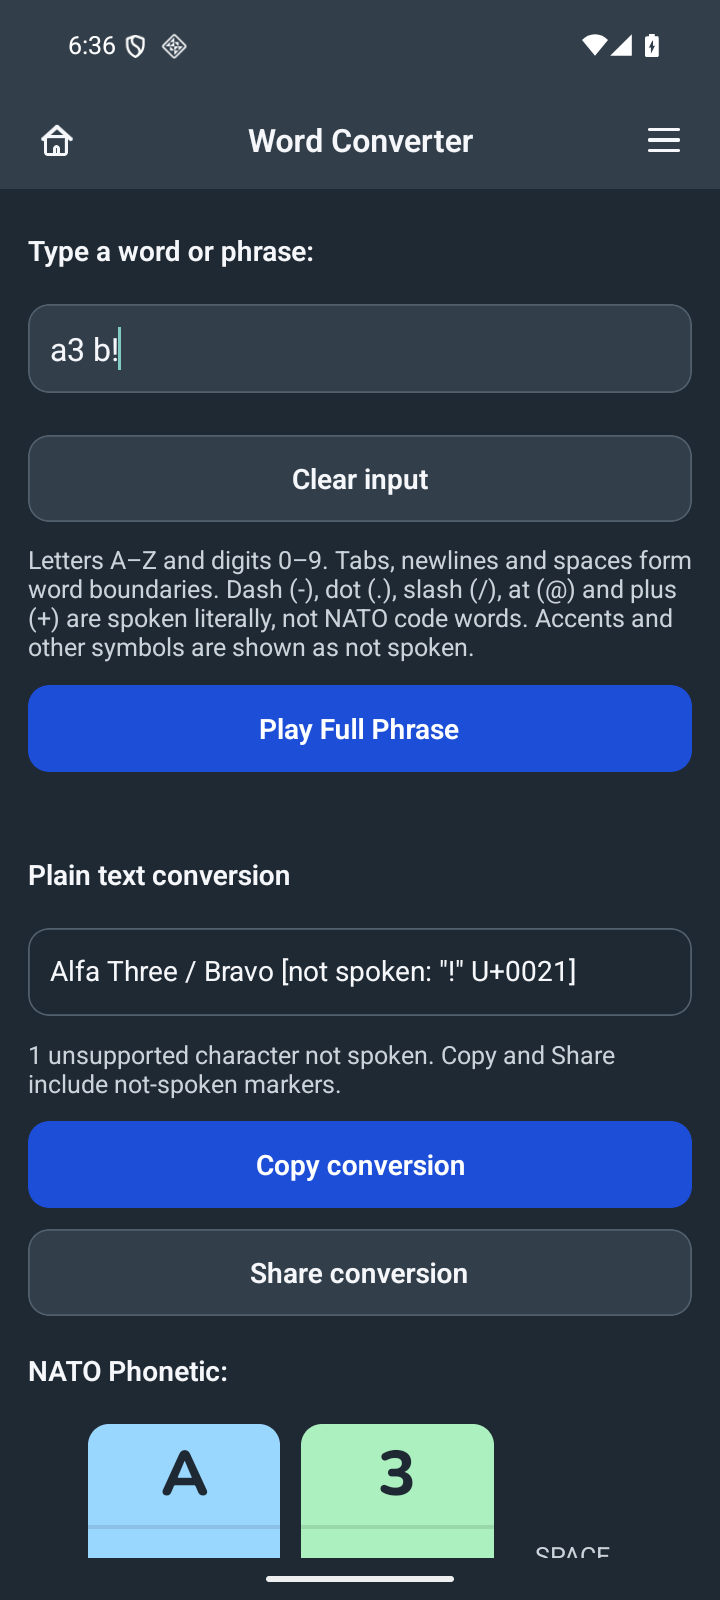 6:36
Word Converter
Type a word or phrase:
a3 b!
Clear input
Letters A–Z and digits 0–9. Tabs, newlines and spaces form
word boundaries. Dash (-), dot (.), slash (/), at (@) and plus
(+) are spoken literally, not NATO code words. Accents and
other symbols are shown as not spoken.
Play Full Phrase
Plain text conversion
Alfa Three / Bravo [not spoken: "!" U+0021]
1 unsupported character not spoken. Copy and Share
include not-spoken markers.
Copy conversion
Share conversion
NATO Phonetic:
A
3
SPACE